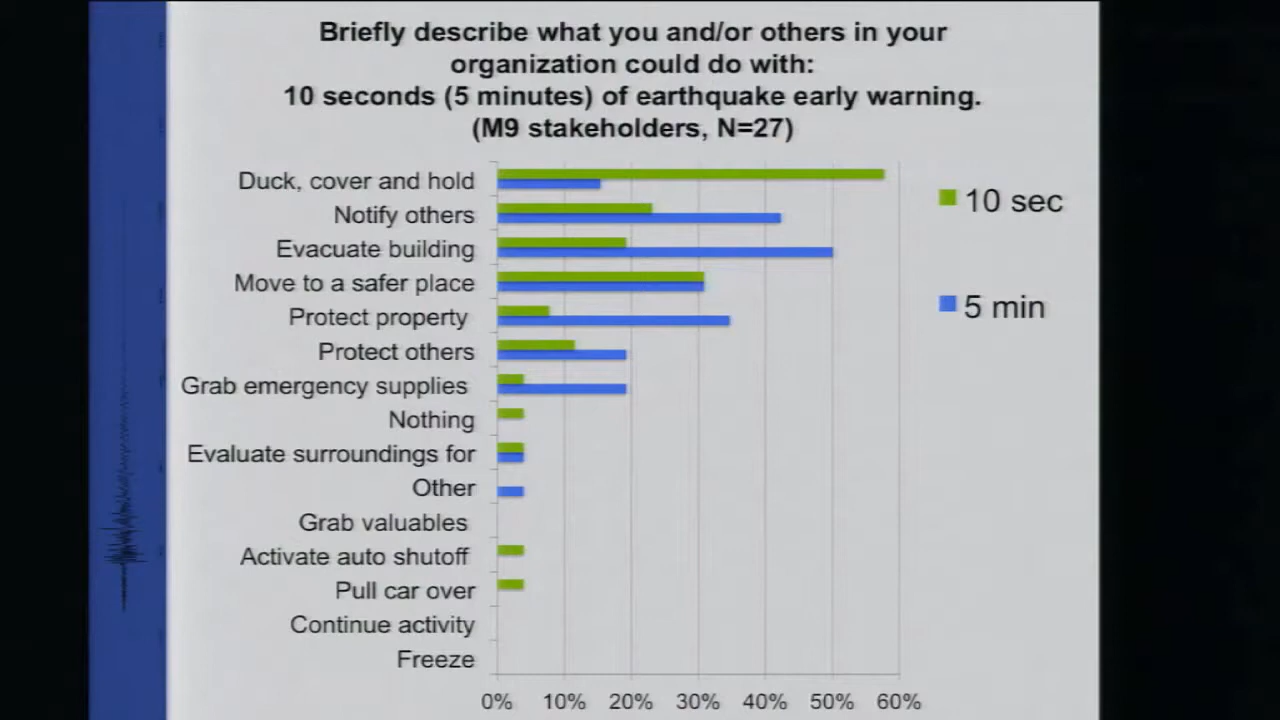 Briefly describe what you and/or others in your
organization could do with:
10 seconds (5 minutes) of earthquake early warning.
(M9 stakeholders, N=27)
Duck, cover and hold
Notify others
Evacuate building
Move to a safer place
Protect property
Protect others
Grab emergency supplies
Nothing
Evaluate surroundings for
Other
Grab valuables
Activate auto shutoff
Pull car over
Continue activity
Freeze
0% 10% 20% 30% 40% 50% 60%
10 sec
5 min